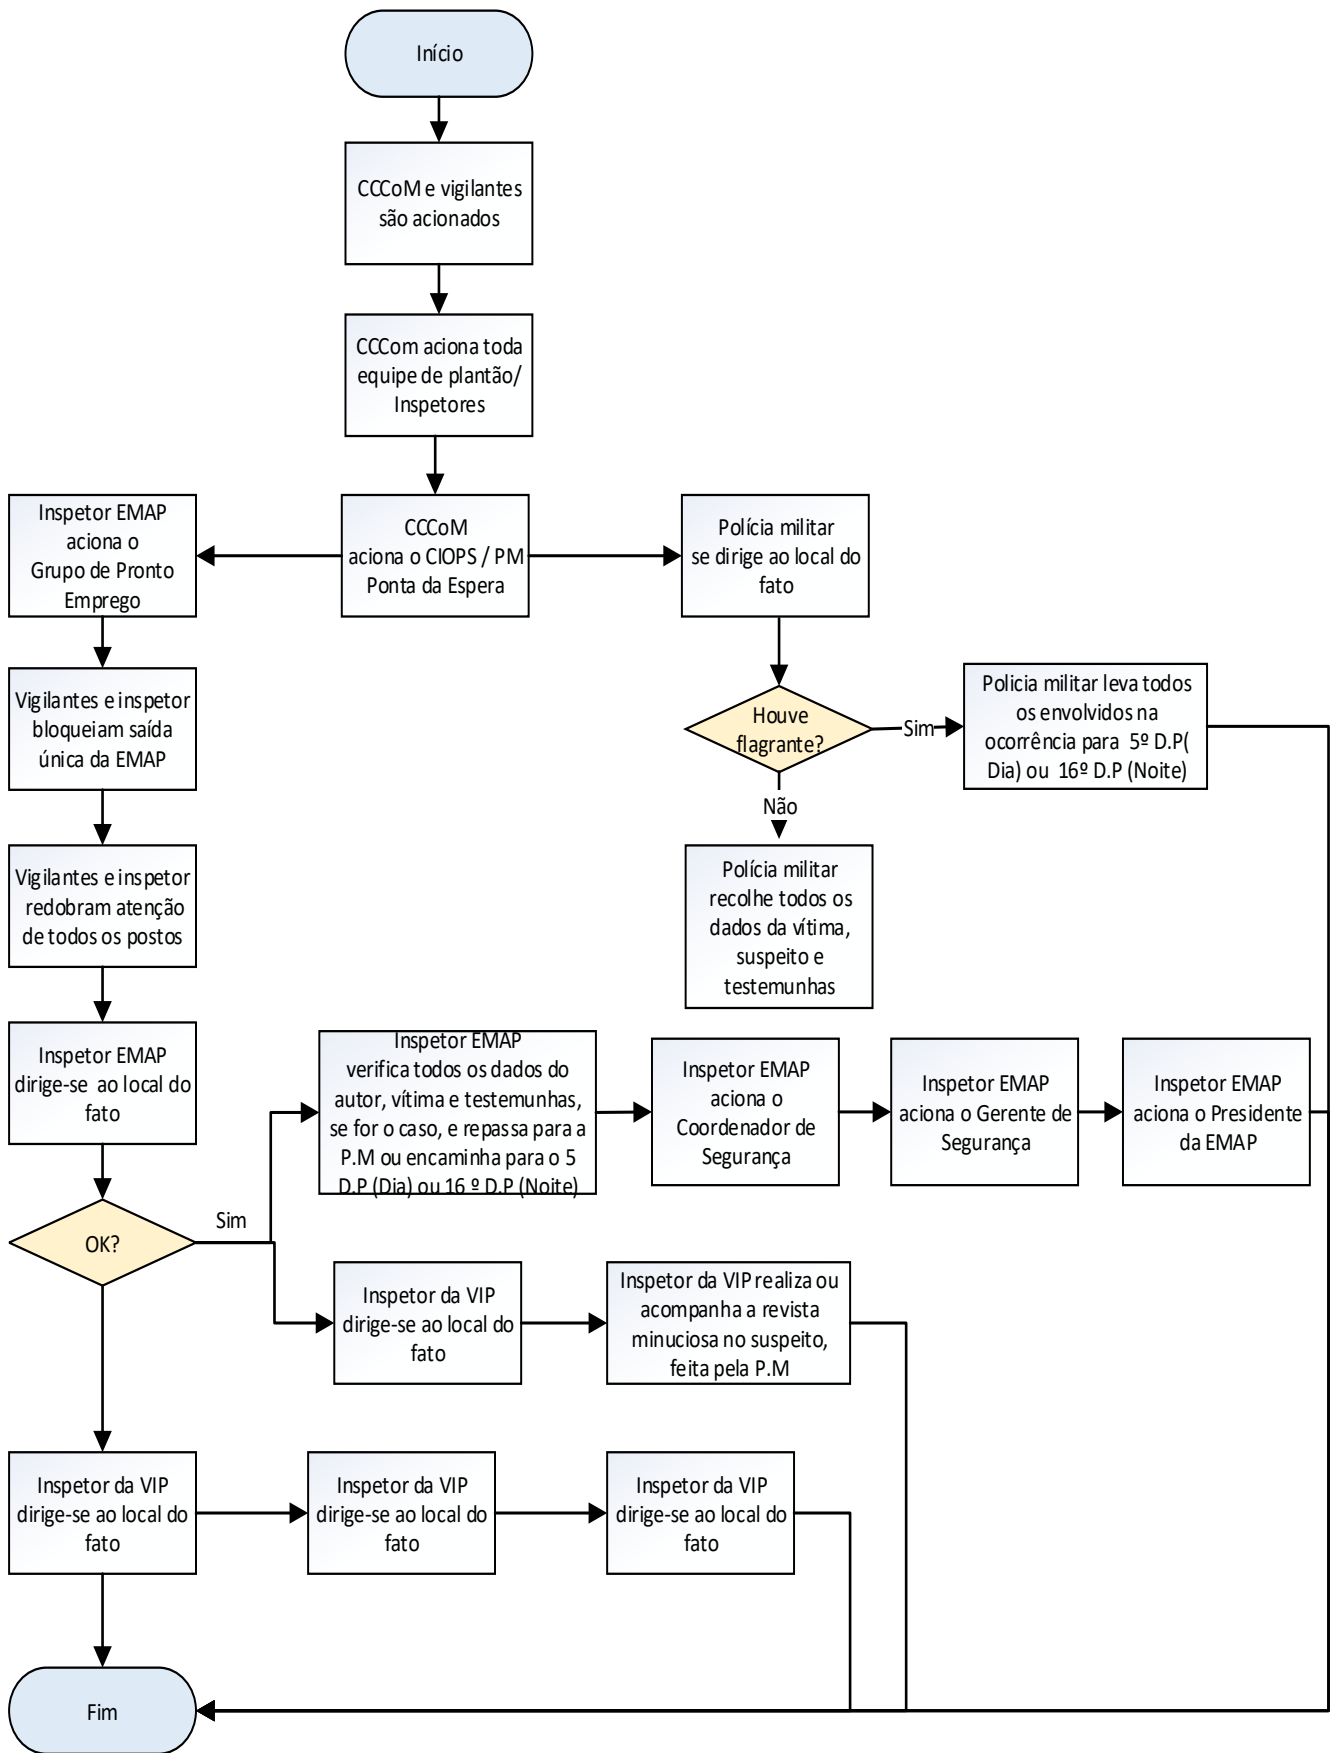 Início
CCCoM e vigilantes
são acionados
CCCom aciona toda
equipe de plantão/
Inspetores
Inspetor EMAP
aciona o
Grupo de Pronto
Emprego
CCCoM
aciona o CIOPS / PM
Ponta da Espera
Polícia militar
se dirige ao local do
fato
Vigilantes e inspetor
bloqueiam saída
única da EMAP
Houve
flagrante?
Sim
Policia militar leva todos
os envolvidos na
ocorrência para 5º D.P(
Dia) ou 16º D.P (Noite)
Não
Vigilantes e inspetor
redobram atenção
de todos os postos
Polícia militar
recolhe todos os
dados da vítima,
suspeito e
testemunhas
Inspetor EMAP
dirige-se ao local do
fato
Inspetor EMAP
verifica todos os dados do
autor, vítima e testemunhas,
se for o caso, e repassa para a
P.M ou encaminha para o 5
D.P (Dia) ou 16 º D.P (Noite)
Inspetor EMAP
aciona o
Coordenador de
Segurança
Inspetor EMAP
aciona o Gerente de
Segurança
Inspetor EMAP
aciona o Presidente
da EMAP
OK?
Sim
Inspetor da VIP
dirige-se ao local do
fato
Inspetor da VIP realiza ou
acompanha a revista
minuciosa no suspeito,
feita pela P.M
Inspetor da VIP
dirige-se ao local do
fato
Inspetor da VIP
dirige-se ao local do
fato
Inspetor da VIP
dirige-se ao local do
fato
Fim